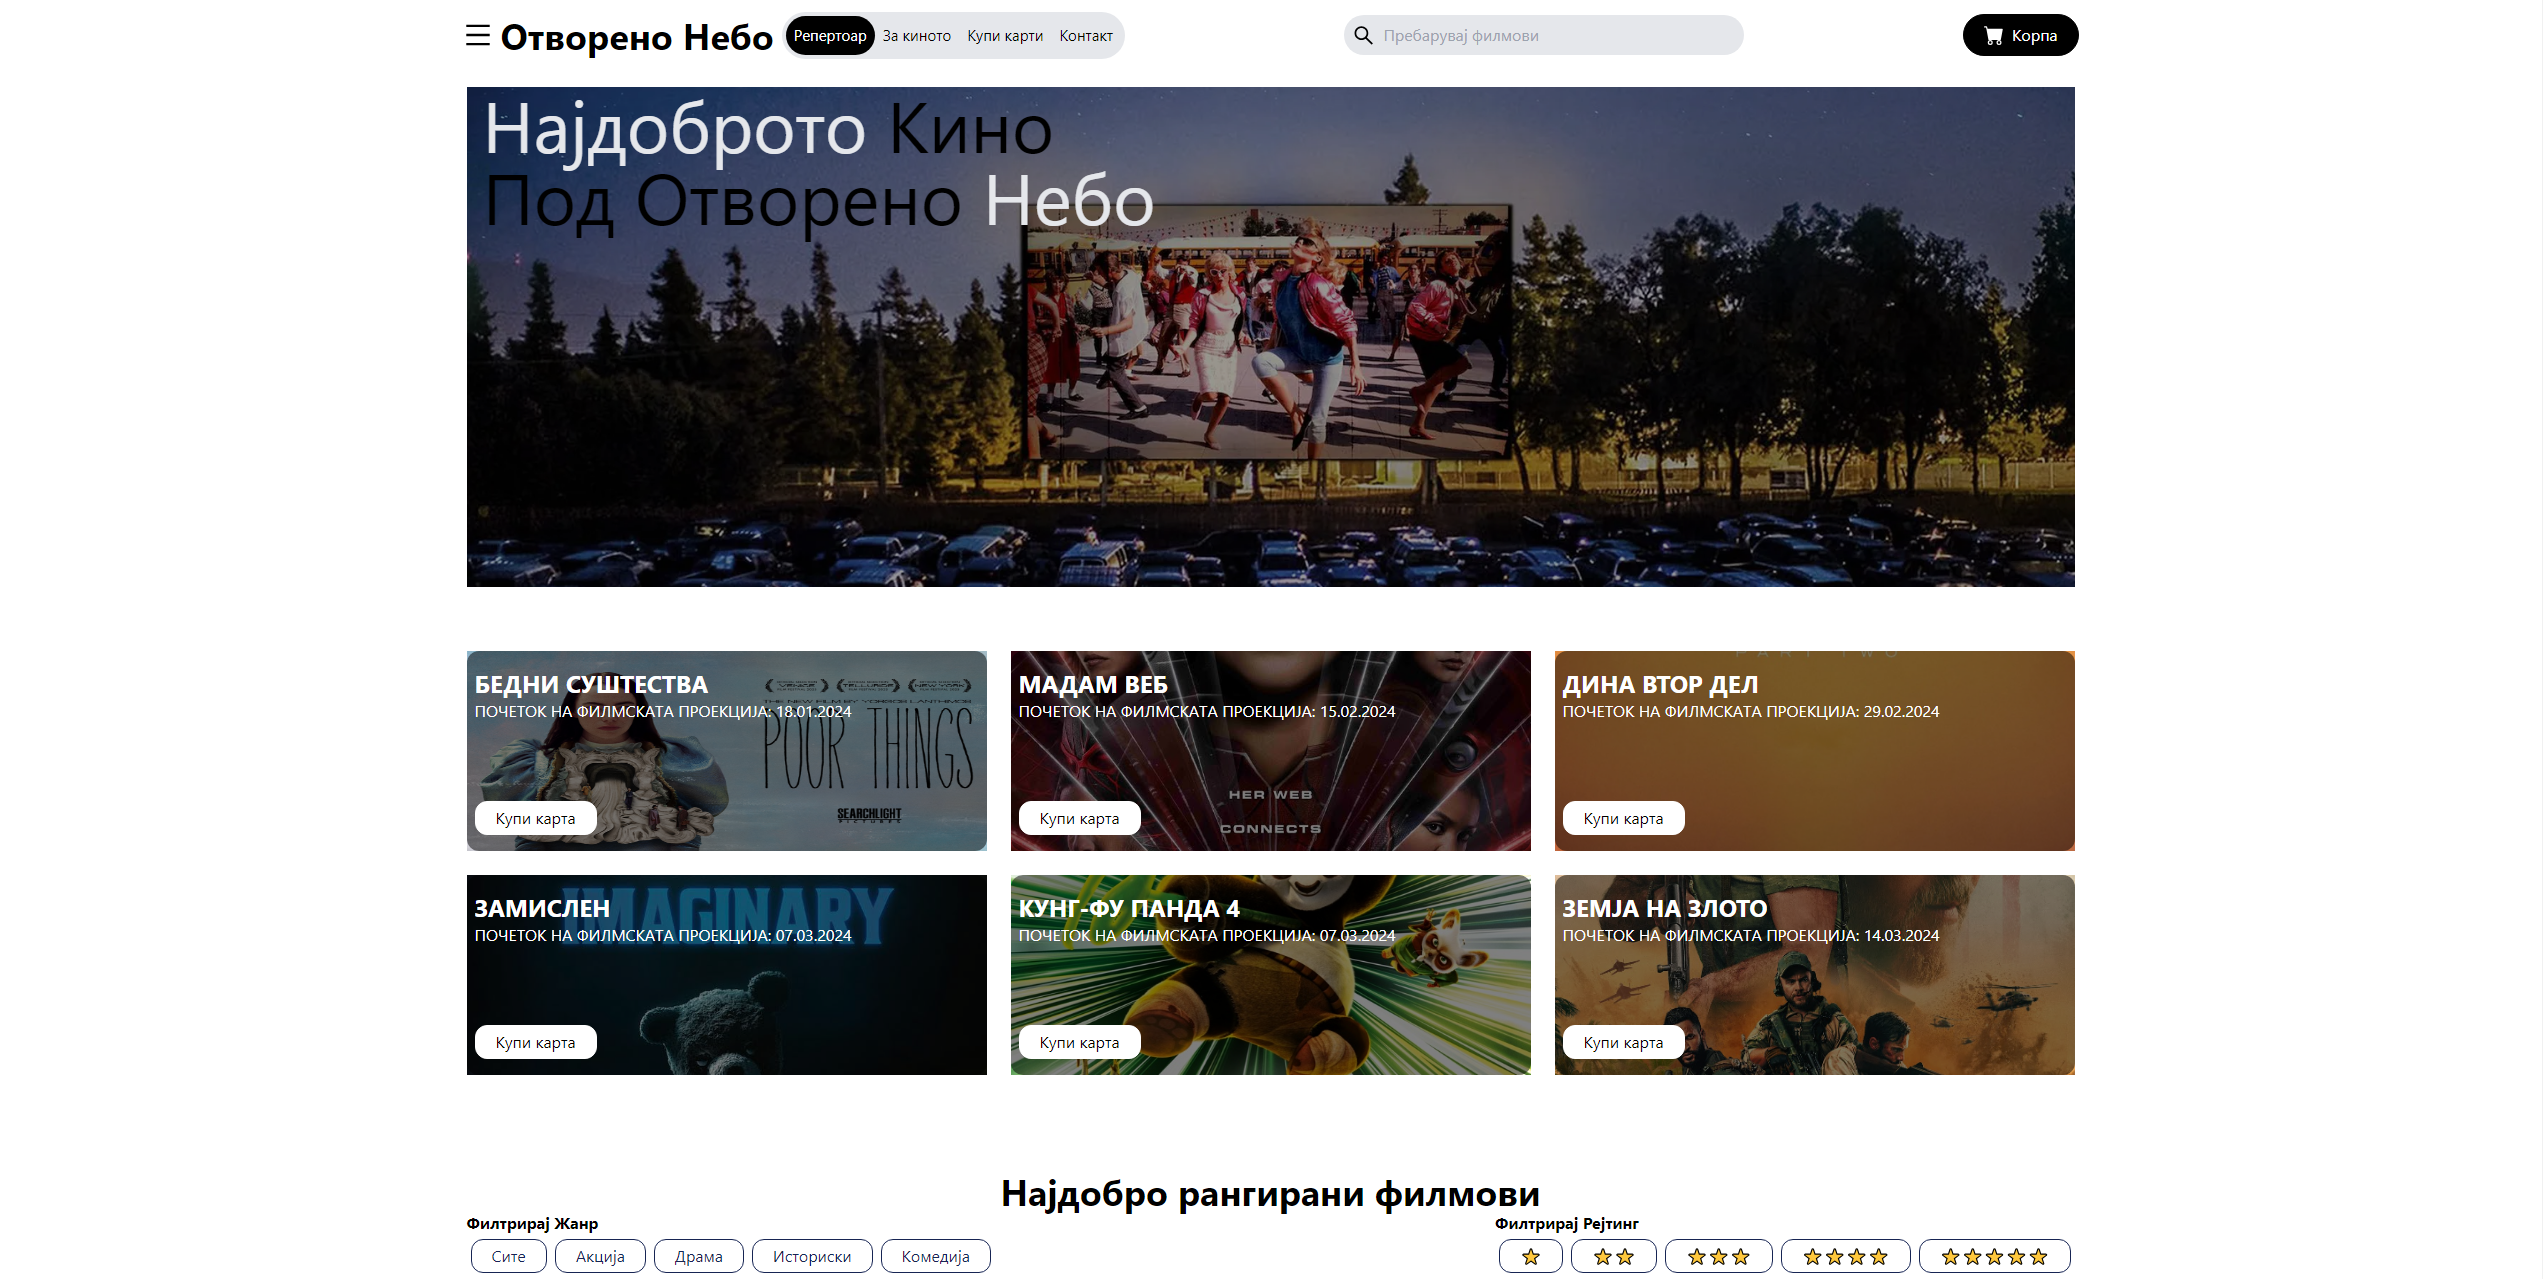 Отворено Небо
Репертоар За киното Купи карти Контакт
Пребарувај филмови
Корпа
Најдоброто Кино
Под Отворено Небо
БЕДНИ СУШТЕСТВА
ПОЧЕТОК НА ФИЛМСКАТА ПРОЕКЦИЈА: 18.01.2024
POOR THINGS
SEARCHLIGHT
PICTURES
Купи карта
МАДАМ ВЕБ
ПОЧЕТОК НА ФИЛМСКАТА ПРОЕКЦИЈА: 15.02.2024
HER WEB
CONNECTS
Купи карта
PART TWO
ДИНА ВТОР ДЕЛ
ПОЧЕТОК НА ФИЛМСКАТА ПРОЕКЦИЈА: 29.02.2024
Купи карта
IMAGINARY
ЗАМИСЛЕН
ПОЧЕТОК НА ФИЛМСКАТА ПРОЕКЦИЈА: 07.03.2024
Купи карта
КУНГ-ФУ ПАНДА 4
ПОЧЕТОК НА ФИЛМСКАТА ПРОЕКЦИЈА: 07.03.2024
Купи карта
ЗЕМЈА НА ЗЛОТО
ПОЧЕТОК НА ФИЛМСКАТА ПРОЕКЦИЈА: 14.03.2024
Купи карта
Најдобро рангирани филмови
Филтрирај Жанр
Сите Акција Драма Историски Комедија
Филтрирај Рејтинг